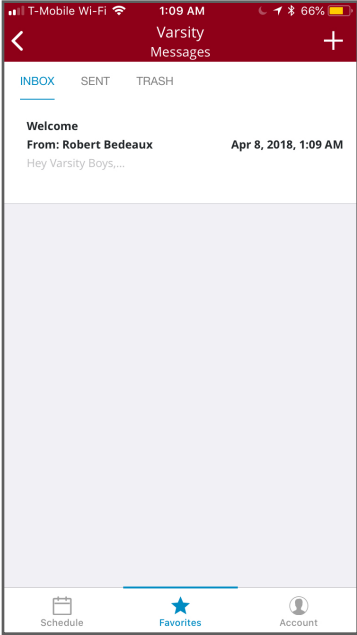 T-Mobile Wi-Fi 1:09 AM 66%
Varsity
Messages
INBOX SENT TRASH
Welcome
From: Robert Bedeaux Apr 8, 2018, 1:09 AM
Hey Varsity Boys,...
Schedule Favorites Account